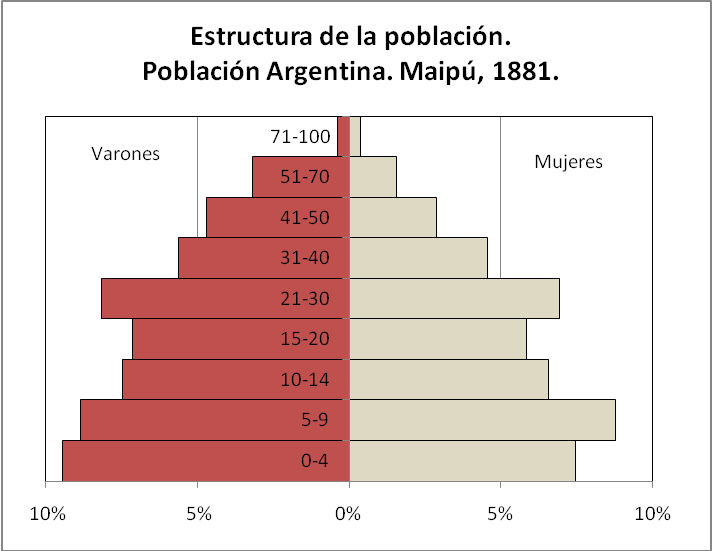 Estructura de la población.
Población Argentina. Maipú, 1881.
71-100
Varones
Mujeres
51-70
41-50
31-40
21-30
15-20
10-14
5-9
0-4
10% 5% 0% 5% 10%